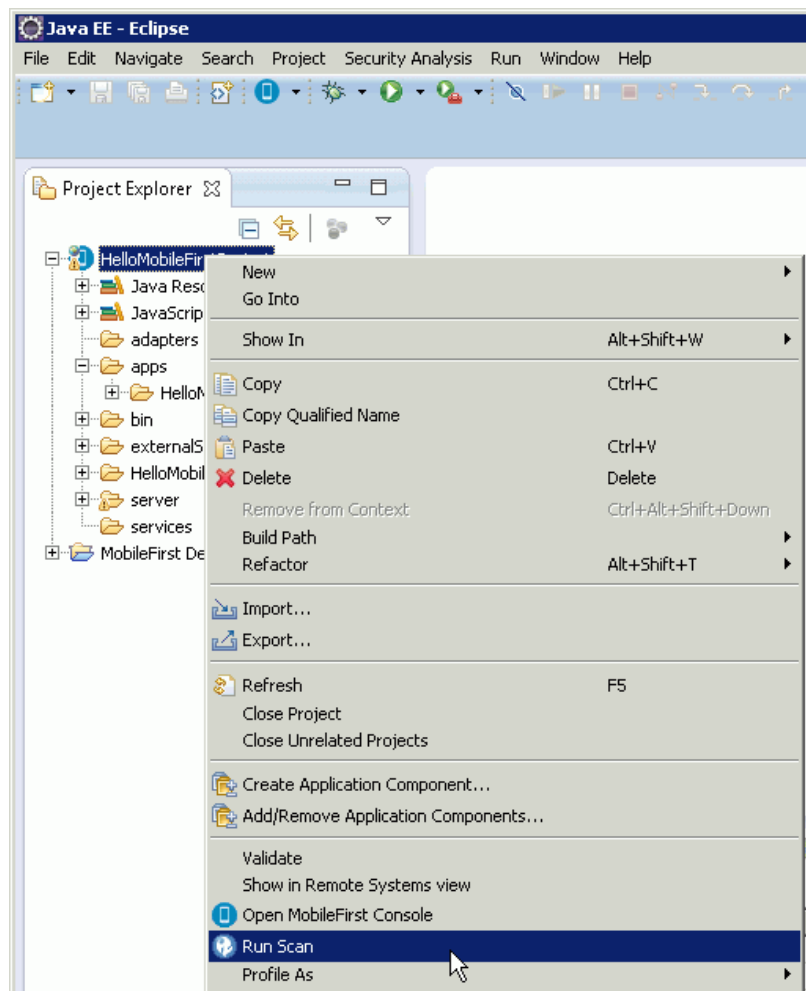 Java EE - Eclipse
File Edit Navigate Search Project Security Analysis Run Window Help
Project Explorer
HelloMobileFir
Java Reso
JavaScrip
adapters
apps
HelloM
bin
externalS
HelloMobil
server
services
MobileFirst De
New
Go Into
Show In Alt+Shift+W
Copy Ctrl+C
Copy Qualified Name
Paste Ctrl+V
Delete Delete
Remove from Context Ctrl+Alt+Shift+Down
Build Path
Refactor Alt+Shift+T
Import...
Export...
Refresh F5
Close Project
Close Unrelated Projects
Create Application Component...
Add/Remove Application Components...
Validate
Show in Remote Systems view
Open MobileFirst Console
Run Scan
Profile As